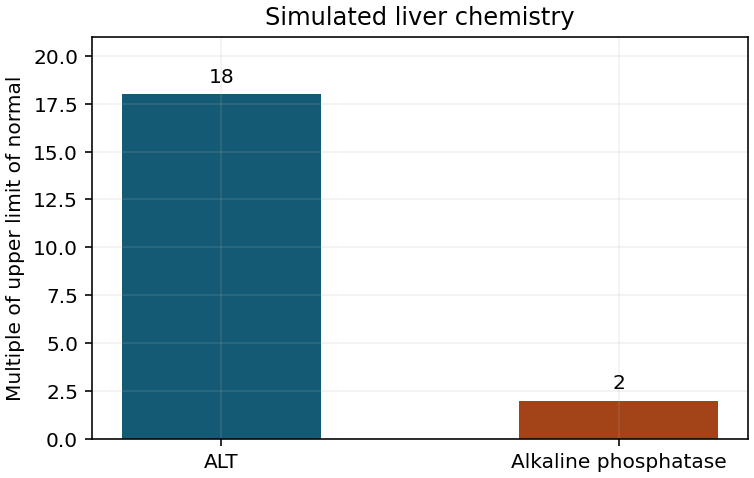 Simulated liver chemistry
Multiple of upper limit of normal
20.0
17.5
15.0
12.5
10.0
7.5
5.0
2.5
0.0
18
2
ALT
Alkaline phosphatase